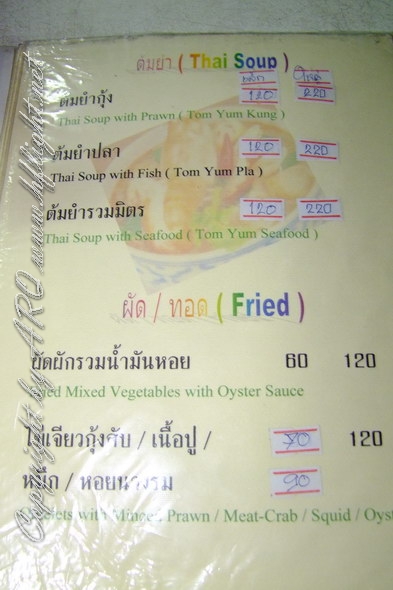 ต้มยำ ( Thai Soup )
เล็ก ใหญ่
ต้มยำกุ้ง 120 220
Thai Soup with Prawn ( Tom Yum Kung )
ต้มยำปลา 120 220
Thai Soup with Fish ( Tom Yum Pla )
ต้มยำรวมมิตร 120 220
Thai Soup with Seafood ( Tom Yum Seafood )
ผัด / ทอด ( Fried )
ผัดผักรวมน้ำมันหอย 60 120
Mixed Vegetables with Oyster Sauce
ไข่เจียวกุ้งสับ / เนื้อปู / 70 120
หมึก / หอยนางรม 90
with Minced Prawn / Meat-Crab / Squid /
Copyright by ARO www.hflight.net